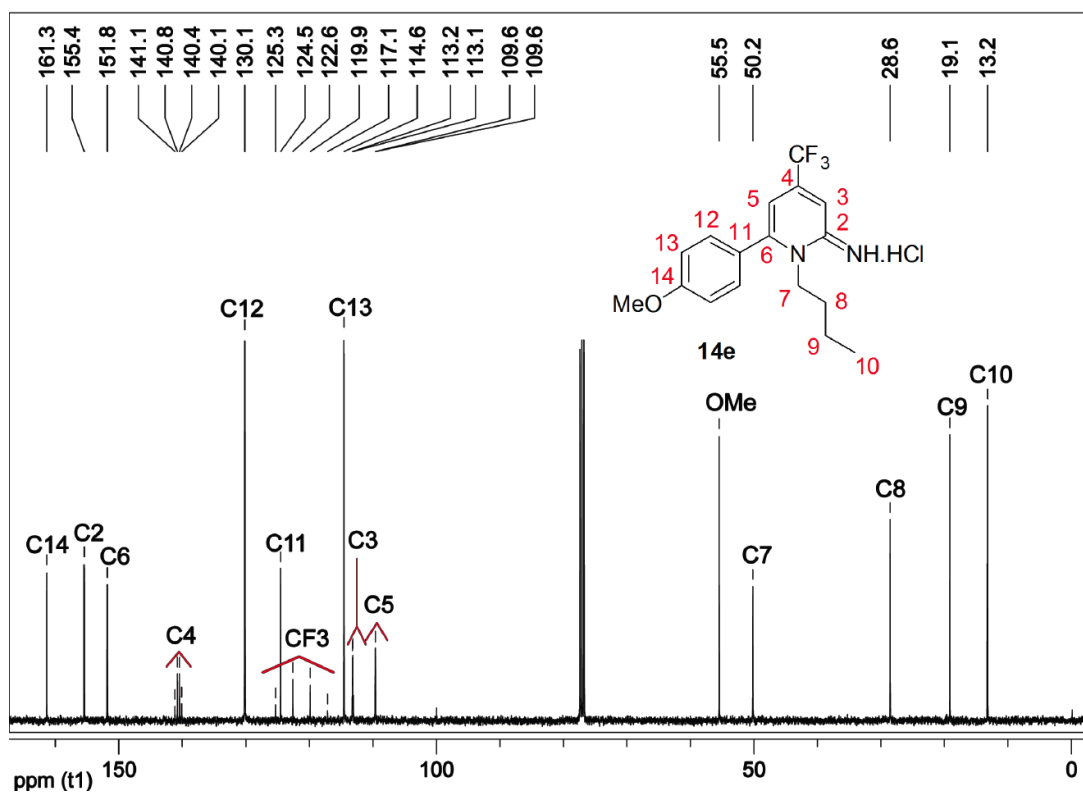 161.3 155.4 151.8 141.1 140.8 140.4 140.1 130.1 125.3 124.5 122.6 119.9 117.1 114.6 113.2 113.1 109.6 109.6 55.5 50.2 28.6 19.1 13.2
CF3
4
5 3
12 2
13 11 6 N NH.HCl
14 7 8
MeO
14e 9 10
C12 C13
C10
OMe C9
C14 C2 C6 C11 C3 C8
C4 CF3 C5 C7
150 100 50 0
ppm (t1)